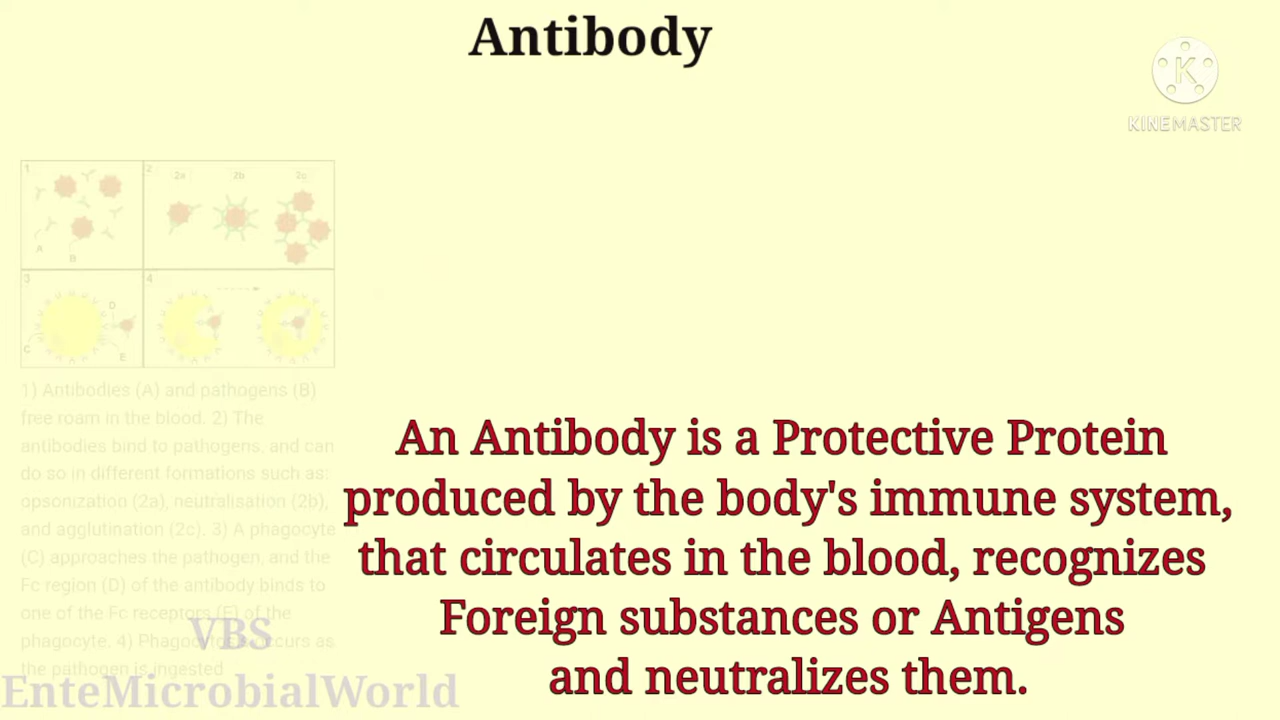 Antibody
K
KINEMASTER
1
2
2a
2b
2c
A
B
3
4
D
C
E
1) Antibodies (A) and pathogens (B)
free roam in the blood. 2) The
antibodies bind to pathogens, and can
do so in different formations such as:
opsonization (2a), neutralisation (2b),
and agglutination (2c). 3) A phagocyte
(C) approaches the pathogen, and the
Fc region (D) of the antibody binds to
one of the Fc receptors (E) of the
phagocyte. 4) Phagocytosis occurs as
the pathogen is ingested
An Antibody is a Protective Protein
produced by the body's immune system,
that circulates in the blood, recognizes
Foreign substances or Antigens
and neutralizes them.
VBS
EnteMicrobialWorld